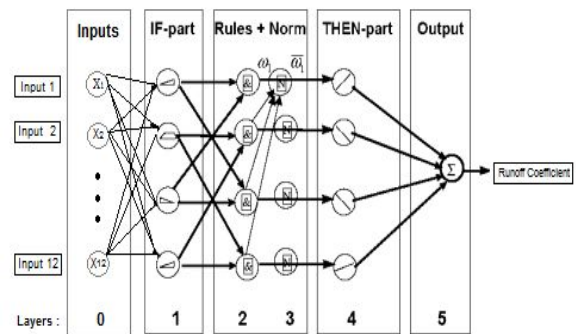 Inputs IF-part Rules + Norm THEN-part Output
ω₁ ω̅₁
Input 1 X₁ & N
Input 2 X₂ & N
Σ Runoff Coefficient
& N
Input 12 X₁₂ & N
Layers : 0 1 2 3 4 5